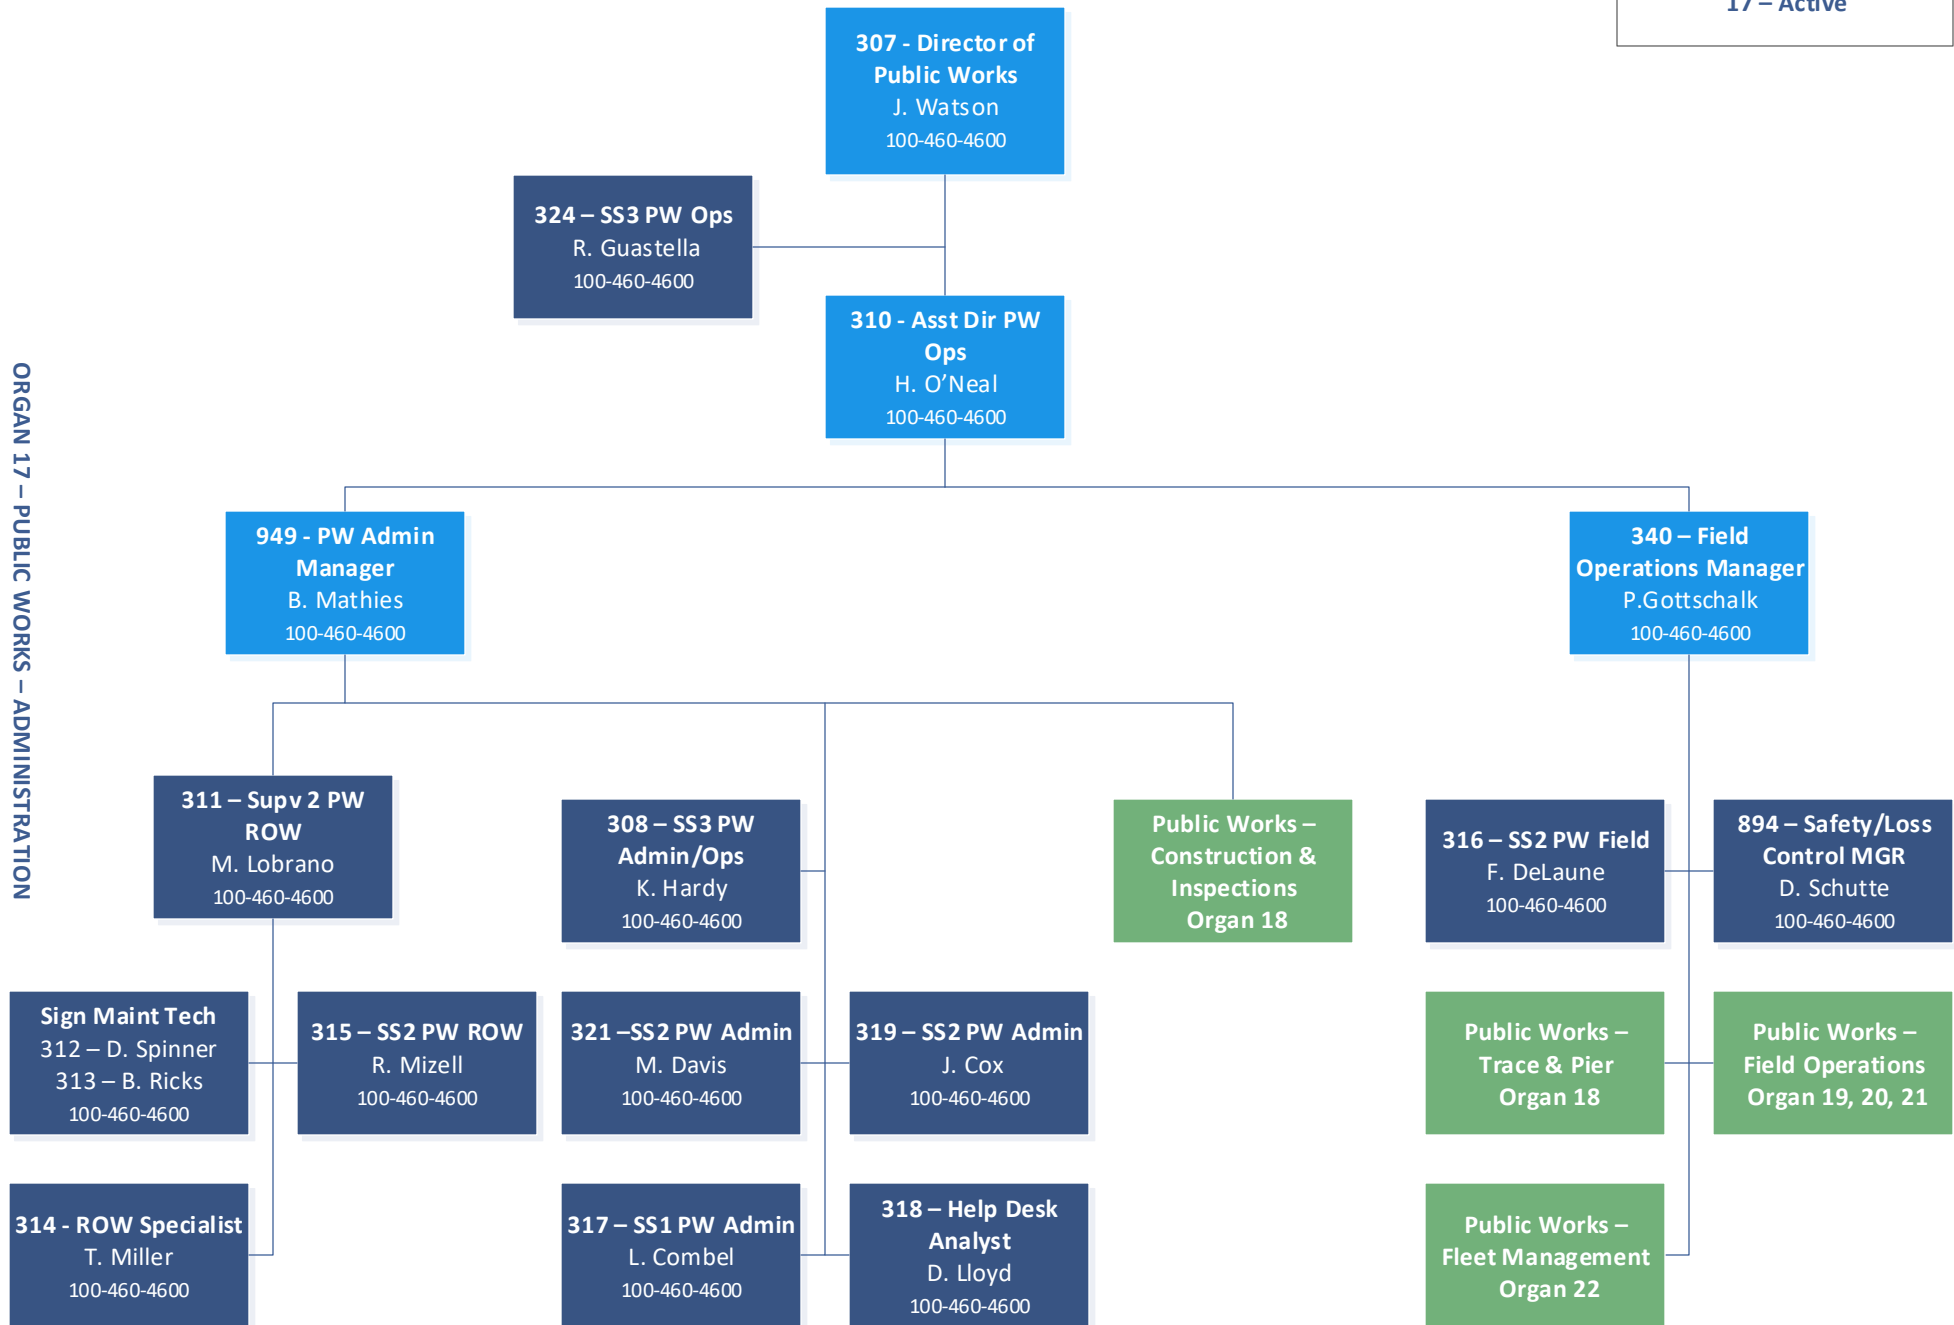 17 – Active
307 - Director of
Public Works
J. Watson
100-460-4600
324 – SS3 PW Ops
R. Guastella
100-460-4600
310 - Asst Dir PW
Ops
H. O’Neal
100-460-4600
ORGAN 17 – PUBLIC WORKS – ADMINISTRATION
949 - PW Admin
Manager
B. Mathies
100-460-4600
340 – Field
Operations Manager
P.Gottschalk
100-460-4600
311 – Supv 2 PW
ROW
M. Lobrano
100-460-4600
308 – SS3 PW
Admin/Ops
K. Hardy
100-460-4600
Public Works –
Construction &
Inspections
Organ 18
316 – SS2 PW Field
F. DeLaune
100-460-4600
894 – Safety/Loss
Control MGR
D. Schutte
100-460-4600
Sign Maint Tech
312 – D. Spinner
313 – B. Ricks
100-460-4600
315 – SS2 PW ROW
R. Mizell
100-460-4600
321 –SS2 PW Admin
M. Davis
100-460-4600
319 – SS2 PW Admin
J. Cox
100-460-4600
Public Works –
Trace & Pier
Organ 18
Public Works –
Field Operations
Organ 19, 20, 21
314 - ROW Specialist
T. Miller
100-460-4600
317 – SS1 PW Admin
L. Combel
100-460-4600
318 – Help Desk
Analyst
D. Lloyd
100-460-4600
Public Works –
Fleet Management
Organ 22